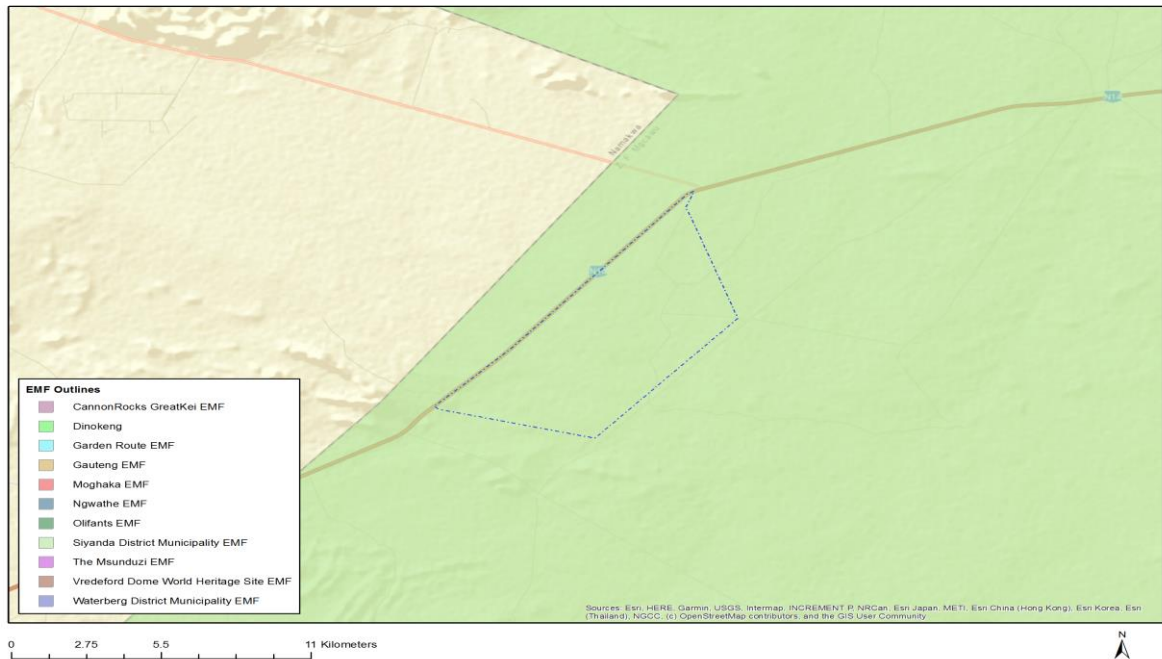 Namakwa
N14
EMF Outlines
CannonRocks GreatKei EMF
Dinokeng
Garden Route EMF
Gauteng EMF
Moghaka EMF
Ngwathe EMF
Olifants EMF
Siyanda District Municipality EMF
The Msunduzi EMF
Vredeford Dome World Heritage Site EMF
Waterberg District Municipality EMF
Sources: Esri, HERE, Garmin, USGS, Intermap, INCREMENT P, NRCan, Esri Japan, METI, Esri China (Hong Kong), Esri Korea, Esri
(Thailand), NGCC, (c) OpenStreetMap contributors, and the GIS User Community
0 2.75 5.5 11 Kilometers
N